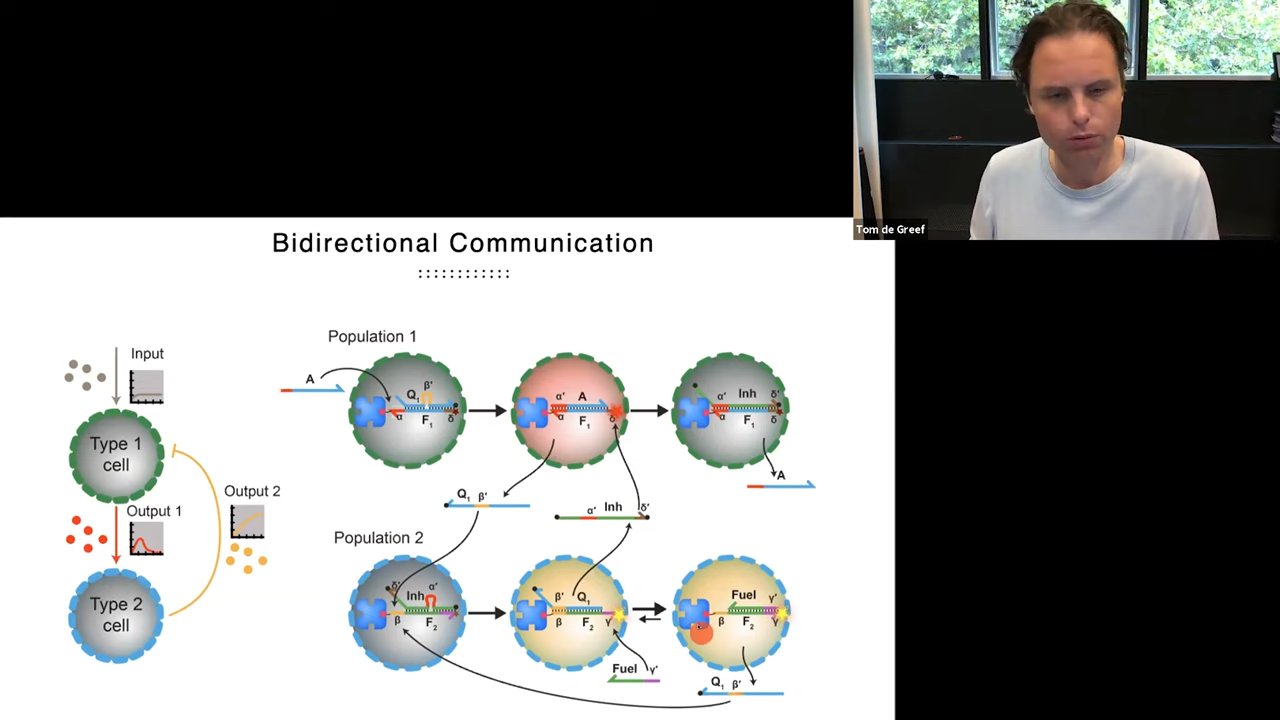 Tom de Greef
Bidirectional Communication
Input
Type 1
cell
Output 1
Output 2
Type 2
cell
Population 1
A
Q1 β'
α
F1
δ'
α' A
α F1
δ'
α' Inh δ'
α F1 δ
A
Q1 β'
α' Inh δ'
Population 2
δ'
Inh α'
β F2
β' Q1
β F2 γ
Fuel γ'
β F2 γ
Fuel γ'
Q1 β'